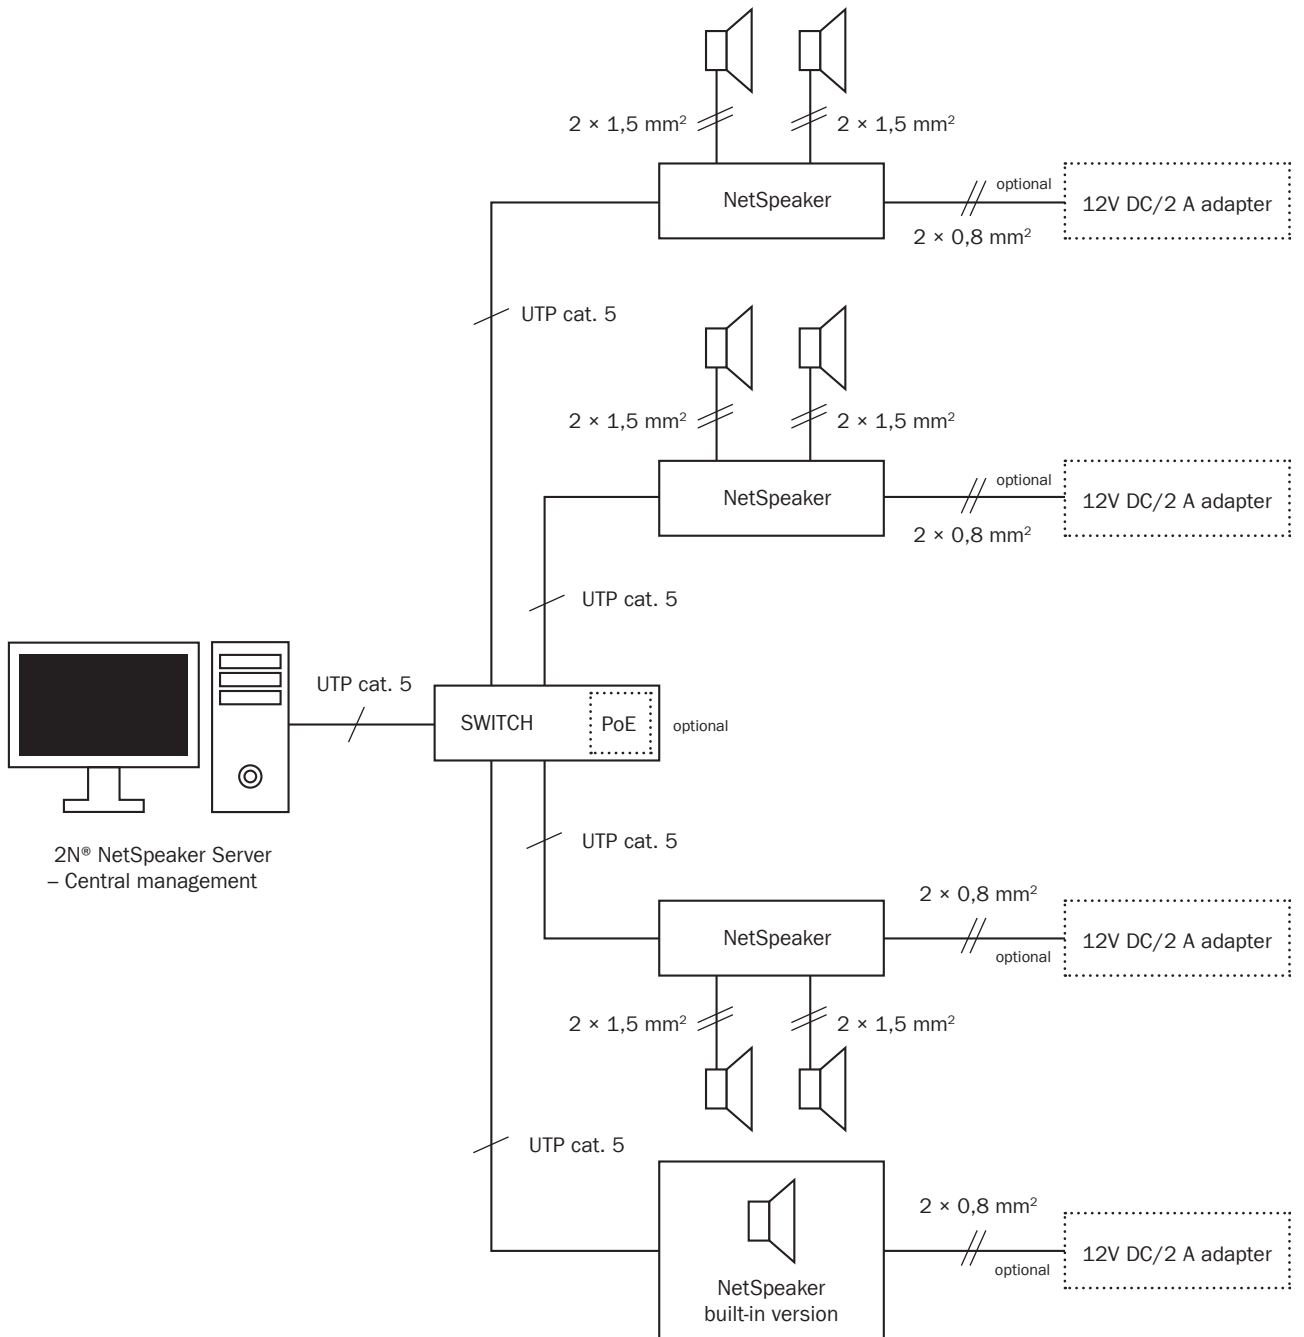 2 × 1,5 mm²
2 × 1,5 mm²
NetSpeaker
optional
12V DC/2 A adapter
2 × 0,8 mm²
UTP cat. 5
2 × 1,5 mm²
2 × 1,5 mm²
NetSpeaker
optional
12V DC/2 A adapter
2 × 0,8 mm²
UTP cat. 5
UTP cat. 5
SWITCH
PoE
optional
UTP cat. 5
2N® NetSpeaker Server
– Central management
2 × 0,8 mm²
NetSpeaker
12V DC/2 A adapter
optional
2 × 1,5 mm²
2 × 1,5 mm²
UTP cat. 5
2 × 0,8 mm²
12V DC/2 A adapter
optional
NetSpeaker
built-in version